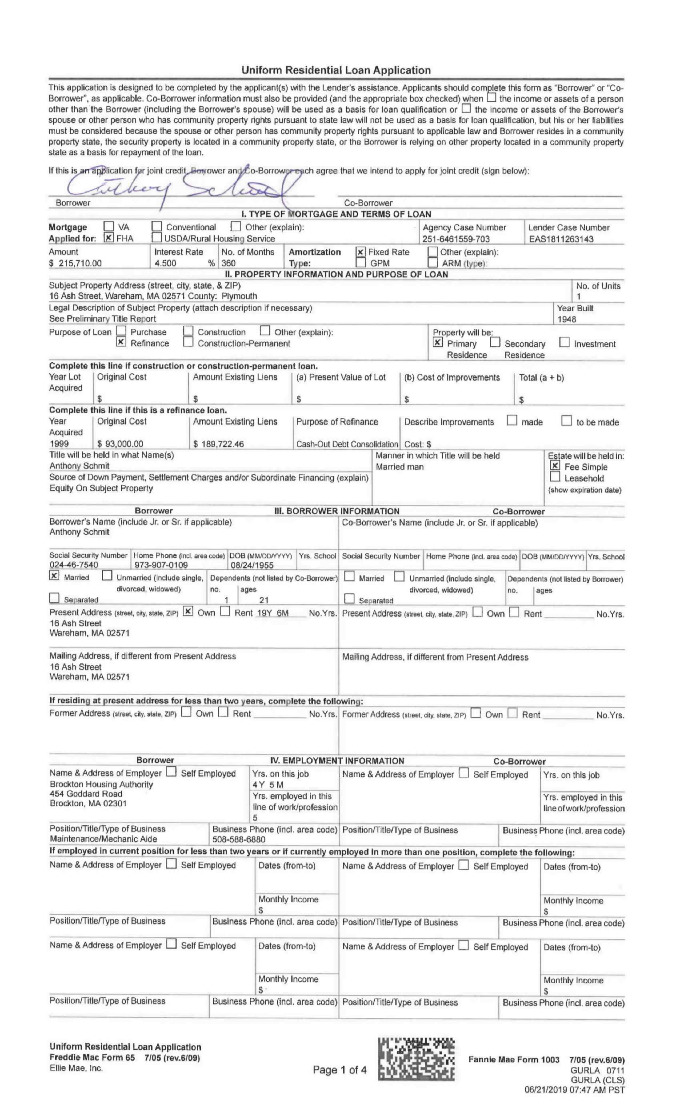 Uniform Residential Loan Application
This application is designed to be completed by the applicant(s) with the Lender's assistance. Applicants should complete this form as "Borrower" or "Co-
Borrower", as applicable. Co-Borrower information must also be provided (and the appropriate box checked) when ☐ the income or assets of a person
other than the Borrower (including the Borrower's spouse) will be used as a basis for loan qualification or ☐ the income or assets of the Borrower's
spouse or other person who has community property rights pursuant to state law will not be used as a basis for loan qualification, but his or her liabilities
must be considered because the spouse or other person has community property rights pursuant to applicable law and Borrower resides in a community
property state, the security property is located in a community property state, or the Borrower is relying on other property located in a community property
state as a basis for repayment of the loan.
If this is an application for joint credit, Borrower and Co-Borrower each agree that we intend to apply for joint credit (sign below):
Borrower Co-Borrower
I. TYPE OF MORTGAGE AND TERMS OF LOAN
Mortgage ☐ VA ☐ Conventional ☐ Other (explain): Agency Case Number Lender Case Number
Applied for: ☒ FHA ☐ USDA/Rural Housing Service 251-6461559-703 EAS1811263143
Amount Interest Rate No. of Months Amortization ☒ Fixed Rate ☐ Other (explain):
$ 215,710.00 4.500 % 360 Type: ☐ GPM ☐ ARM (type):
II. PROPERTY INFORMATION AND PURPOSE OF LOAN
Subject Property Address (street, city, state, & ZIP) No. of Units
16 Ash Street, Wareham, MA 02571 County: Plymouth 1
Legal Description of Subject Property (attach description if necessary) Year Built
See Preliminary Title Report 1948
Purpose of Loan ☐ Purchase ☐ Construction ☐ Other (explain): Property will be:
☒ Refinance ☐ Construction-Permanent ☒ Primary ☐ Secondary ☐ Investment
Residence Residence
Complete this line if construction or construction-permanent loan.
Year Lot Original Cost Amount Existing Liens (a) Present Value of Lot (b) Cost of Improvements Total (a + b)
Acquired
$ $ $ $ $
Complete this line if this is a refinance loan.
Year Original Cost Amount Existing Liens Purpose of Refinance Describe Improvements ☐ made ☐ to be made
Acquired
1999 $ 93,000.00 $ 189,722.46 Cash-Out Debt Consolidation Cost: $
Title will be held in what Name(s) Manner in which Title will be held Estate will be held in:
Anthony Schmit Married man ☒ Fee Simple
Source of Down Payment, Settlement Charges and/or Subordinate Financing (explain) ☐ Leasehold
Equity On Subject Property (show expiration date)
Borrower III. BORROWER INFORMATION Co-Borrower
Borrower's Name (include Jr. or Sr. if applicable) Co-Borrower's Name (include Jr. or Sr. if applicable)
Anthony Schmit
Social Security Number Home Phone (incl. area code) DOB (MM/DD/YYYY) Yrs. School Social Security Number Home Phone (incl. area code) DOB (MM/DD/YYYY) Yrs. School
024-46-7540 973-907-0109 08/24/1955
☒ Married ☐ Unmarried (include single, Dependents (not listed by Co-Borrower) ☐ Married ☐ Unmarried (include single, Dependents (not listed by Borrower)
divorced, widowed) no. ages divorced, widowed) no. ages
☐ Separated 1 21 ☐ Separated
Present Address (street, city, state, ZIP) ☒ Own ☐ Rent 19Y 6M No.Yrs. Present Address (street, city, state, ZIP) ☐ Own ☐ Rent No.Yrs.
16 Ash Street
Wareham, MA 02571
Mailing Address, if different from Present Address Mailing Address, if different from Present Address
16 Ash Street
Wareham, MA 02571
If residing at present address for less than two years, complete the following:
Former Address (street, city, state, ZIP) ☐ Own ☐ Rent No.Yrs. Former Address (street, city, state, ZIP) ☐ Own ☐ Rent No.Yrs.
Borrower IV. EMPLOYMENT INFORMATION Co-Borrower
Name & Address of Employer ☐ Self Employed Yrs. on this job Name & Address of Employer ☐ Self Employed Yrs. on this job
Brockton Housing Authority 4 Y 5 M
454 Goddard Road Yrs. employed in this Yrs. employed in this
Brockton, MA 02301 line of work/profession line of work/profession
5
Position/Title/Type of Business Business Phone (incl. area code) Position/Title/Type of Business Business Phone (incl. area code)
Maintenance/Mechanic Aide 508-588-6880
If employed in current position for less than two years or if currently employed in more than one position, complete the following:
Name & Address of Employer ☐ Self Employed Dates (from-to) Name & Address of Employer ☐ Self Employed Dates (from-to)
Monthly Income Monthly Income
$ $
Position/Title/Type of Business Business Phone (incl. area code) Position/Title/Type of Business Business Phone (incl. area code)
Name & Address of Employer ☐ Self Employed Dates (from-to) Name & Address of Employer ☐ Self Employed Dates (from-to)
Monthly Income Monthly Income
$ $
Position/Title/Type of Business Business Phone (incl. area code) Position/Title/Type of Business Business Phone (incl. area code)
Uniform Residential Loan Application
Freddie Mac Form 65 7/05 (rev.6/09) Fannie Mae Form 1003 7/05 (rev.6/09)
Ellie Mae, Inc. Page 1 of 4 GURLA 0711
GURLA (CLS)
06/21/2019 07:47 AM PST